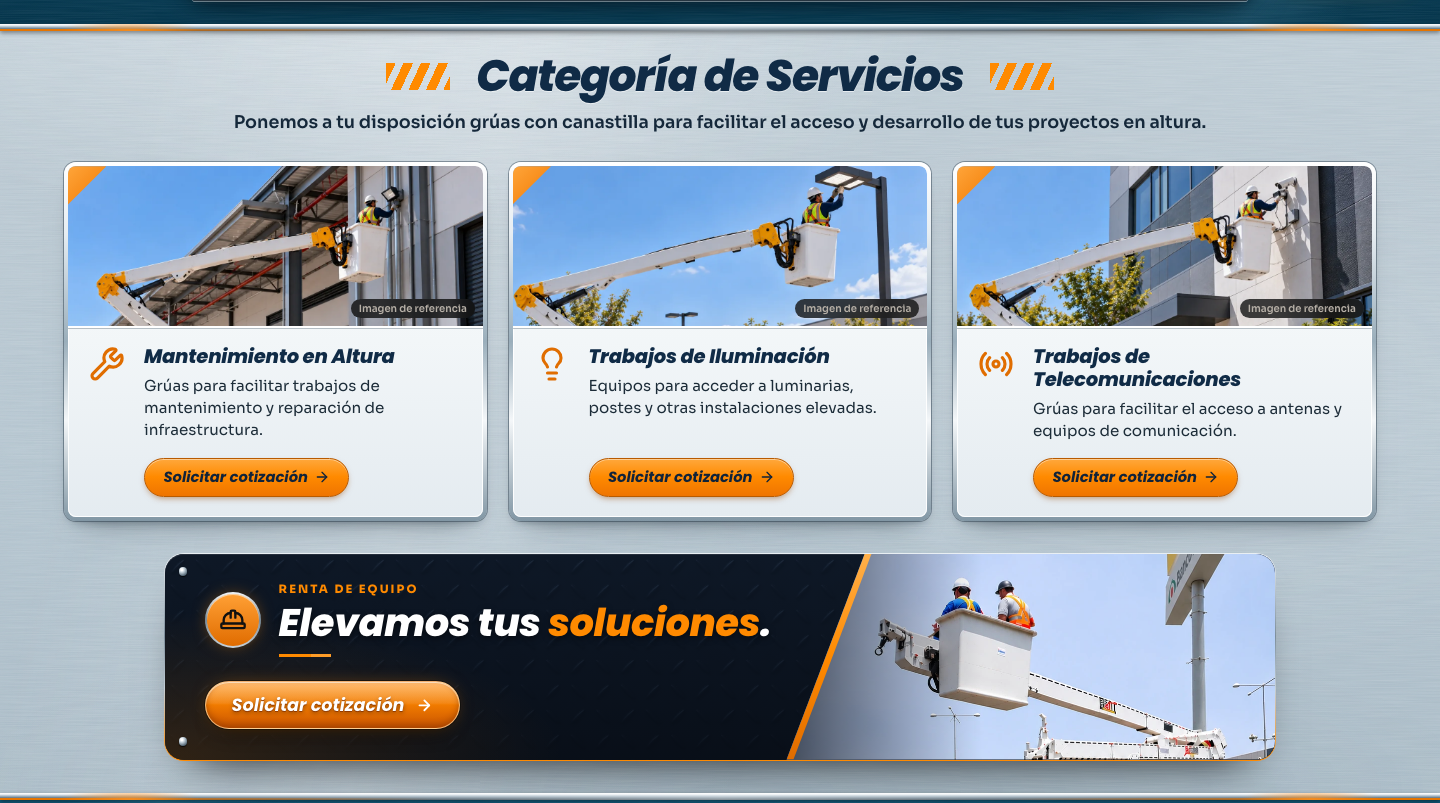 Categoría de Servicios
Ponemos a tu disposición grúas con canastilla para facilitar el acceso y desarrollo de tus proyectos en altura.
Imagen de referencia
Mantenimiento en Altura
Grúas para facilitar trabajos de
mantenimiento y reparación de
infraestructura.
Solicitar cotización →
Imagen de referencia
Trabajos de Iluminación
Equipos para acceder a luminarias,
postes y otras instalaciones elevadas.
Solicitar cotización →
Imagen de referencia
Trabajos de
Telecomunicaciones
Grúas para facilitar el acceso a antenas y
equipos de comunicación.
Solicitar cotización →
RENTA DE EQUIPO
Elevamos tus soluciones.
Solicitar cotización →